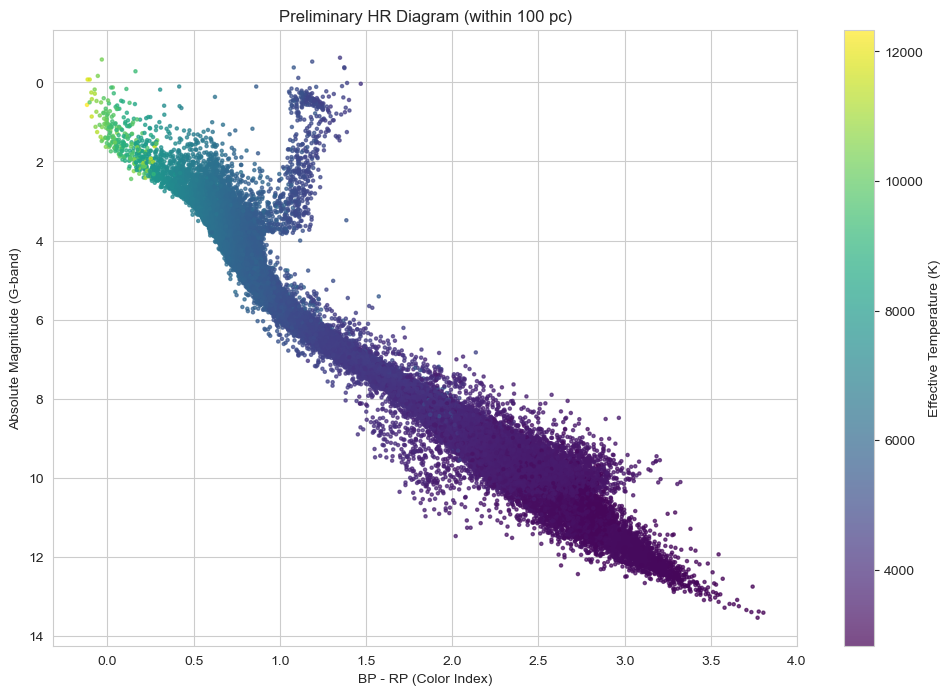 Preliminary HR Diagram (within 100 pc)
Absolute Magnitude (G-band)
0
2
4
6
8
10
12
14
0.0 0.5 1.0 1.5 2.0 2.5 3.0 3.5 4.0
BP - RP (Color Index)
12000
10000
8000
6000
4000
Effective Temperature (K)